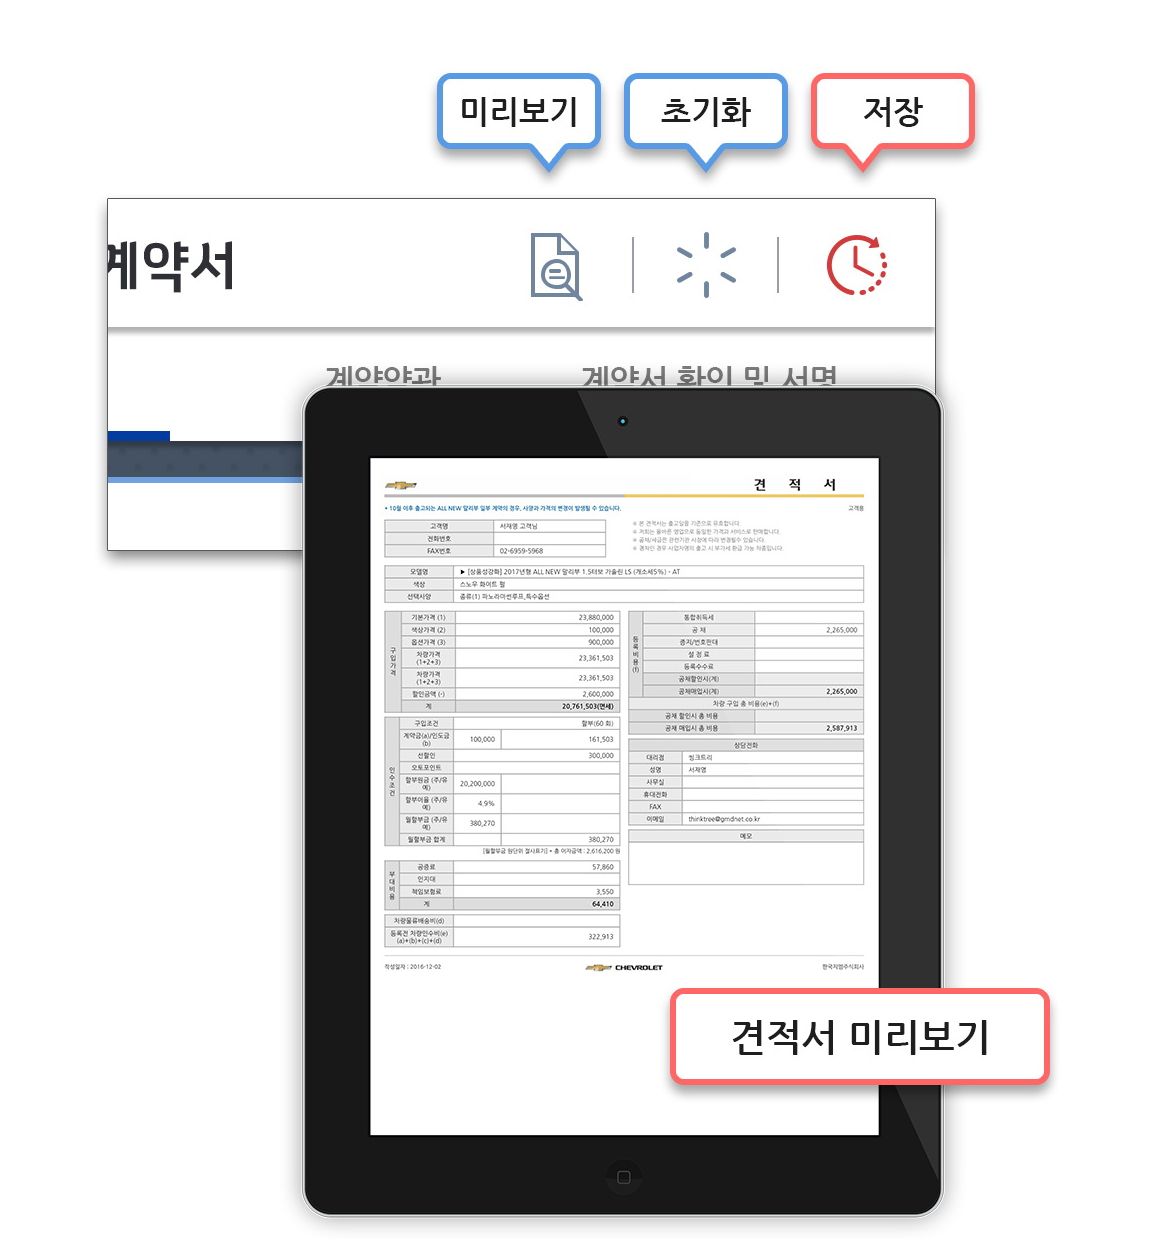 미리보기
초기화
저장
계약서
계약약관
계약서 확인 및 서명
견 적 서
* 10월 이후 출고되는 ALL NEW 말리부 일부 계약의 경우, 사양과 가격의 변경이 발생될 수 있습니다.
고객용
고객명 서재영 고객님
전화번호
FAX번호 02-6959-5968
※ 본 견적서는 출고일을 기준으로 유효합니다.
※ 저희는 올바른 영업으로 동일한 가격과 서비스로 판매합니다.
※ 공채/세금은 관련기관 사정에 따라 변경될수 있습니다.
※ 경차인 경우 사업자명의 출고 시 부가세 환급 가능 차종입니다.
모델명 ▶ [상품성강화] 2017년형 ALL NEW 말리부 1.5터보 가솔린 LS (개소세5%) - AT
색상 스노우 화이트 펄
선택사양 종류(1) 파노라마썬루프,특수옵션
구입가격
기본가격 (1) 23,880,000
색상가격 (2) 100,000
옵션가격 (3) 900,000
차량가격 (1+2+3) 23,361,503
차량가격 (1+2+3) 23,361,503
할인금액 (-) 2,600,000
계 20,761,503(면세)
인수조건
구입조건 할부(60 회)
계약금(a)/인도금(b) 100,000 161,503
선할인 300,000
오토포인트
할부원금 (주/유예) 20,200,000
할부이율 (주/유예) 4.9%
월할부금 (주/유예) 380,270
월할부금 합계 380,270
[월할부금 원단위 절사표기] * 총 이자금액 : 2,616,200 원
부대비용
공증료 57,860
인지대
책임보험료 3,550
계 64,410
차량물류배송비(d)
등록전 차량인수비(e) (a)+(b)+(c)+(d) 322,913
등록비용(f)
통합취득세
공 채 2,265,000
증지/번호판대
설 정 료
등록수수료
공채할인시(계)
공채매입시(계) 2,265,000
차량 구입 총 비용(e)+(f)
공채 할인시 총 비용
공채 매입시 총 비용 2,587,913
상담전화
대리점 씽크트리
성명 서재영
사무실
휴대전화
FAX
이메일 thinktree@gmdnet.co.kr
메모
작성일자 : 2016-12-02
CHEVROLET
한국지엠주식회사
견적서 미리보기